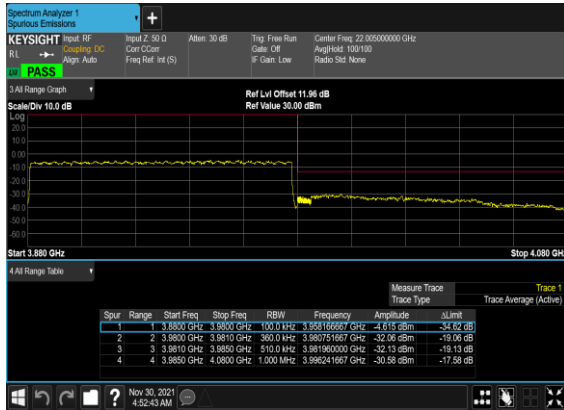 Spectrum Analyzer 1
Spurious Emissions
KEYSIGHT
RL
Input: RF
Coupling: DC
Align: Auto
Input Z: 50 Ω
Corr CCorr
Freq Ref: Int (S)
Atten: 30 dB
Trig: Free Run
Gate: Off
IF Gain: Low
Center Freq: 22.005000000 GHz
Avg|Hold: 100/100
Radio Std: None
PASS
3 All Range Graph
Ref Lvl Offset 11.96 dB
Scale/Div 10.0 dB
Ref Value 30.00 dBm
Log
20.0
10.0
0.00
-10.0
-20.0
-30.0
-40.0
-50.0
-60.0
Start 3.880 GHz
Stop 4.080 GHz
4 All Range Table
Measure Trace Trace 1
Trace Type Trace Average (Active)
Spur Range Start Freq Stop Freq RBW Frequency Amplitude ΔLimit
1 1 3.8800 GHz 3.9800 GHz 100.0 kHz 3.958166667 GHz -4.615 dBm -34.62 dB
2 2 3.9800 GHz 3.9810 GHz 360.0 kHz 3.980751667 GHz -32.06 dBm -19.06 dB
3 3 3.9810 GHz 3.9850 GHz 510.0 kHz 3.981960000 GHz -32.13 dBm -19.13 dB
4 4 3.9850 GHz 4.0800 GHz 1.000 MHz 3.996241667 GHz -30.58 dBm -17.58 dB
Nov 30, 2021
4:52:43 AM